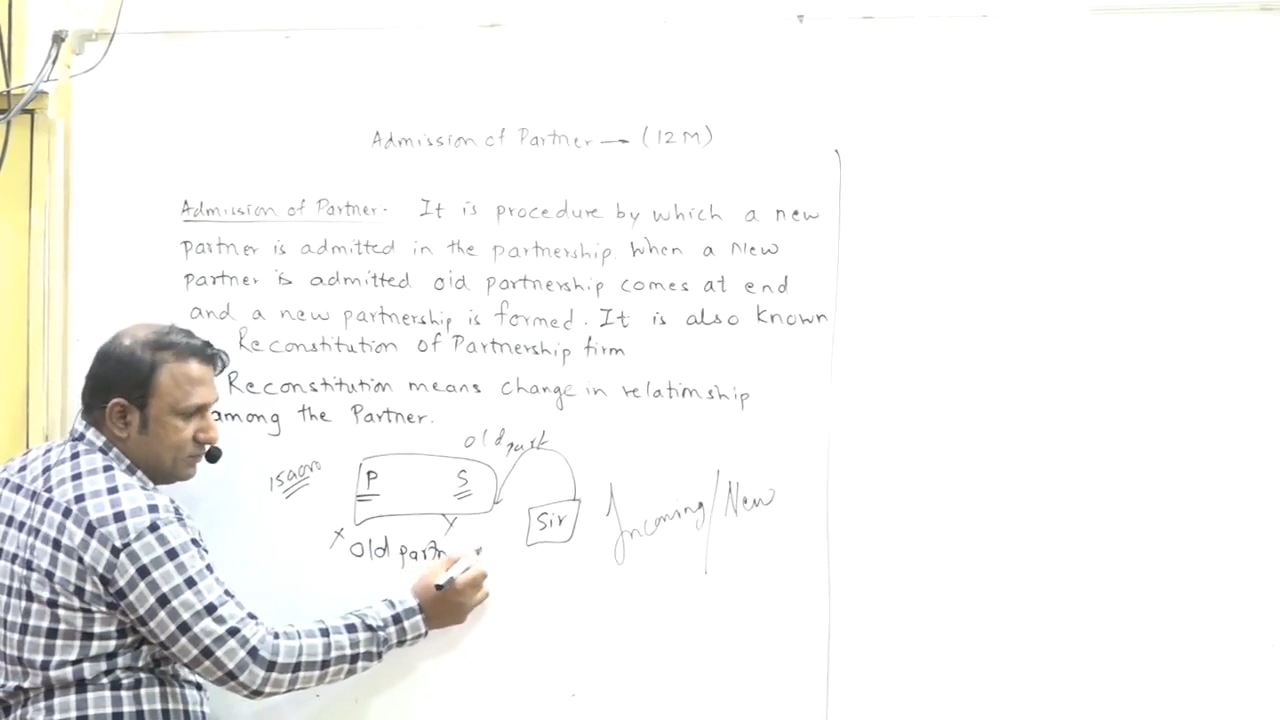 Admission of Partner → (12M)
Admission of Partner- It is procedure by which a new
partner is admitted in the partnership. When a New
partner is admitted old partnership comes at end
and a new partnership is formed. It is also known
Reconstitution of Partnership firm
Reconstitution means change in relationship
among the Partner.
old
P S
Sir
Incoming/New
X Y
Old partn